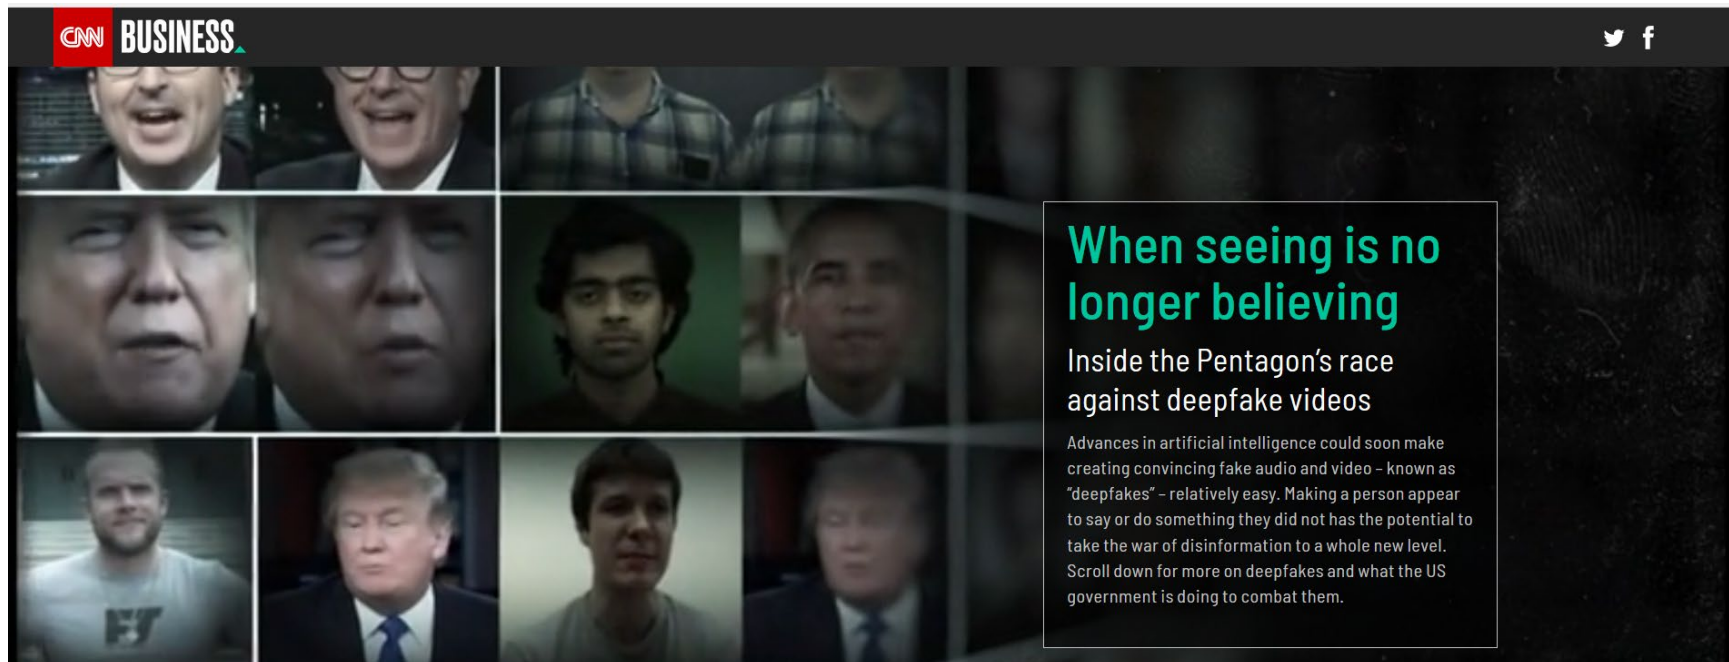 CNN BUSINESS
When seeing is no
longer believing
Inside the Pentagon's race
against deepfake videos
Advances in artificial intelligence could soon make
creating convincing fake audio and video – known as
"deepfakes" – relatively easy. Making a person appear
to say or do something they did not has the potential to
take the war of disinformation to a whole new level.
Scroll down for more on deepfakes and what the US
government is doing to combat them.